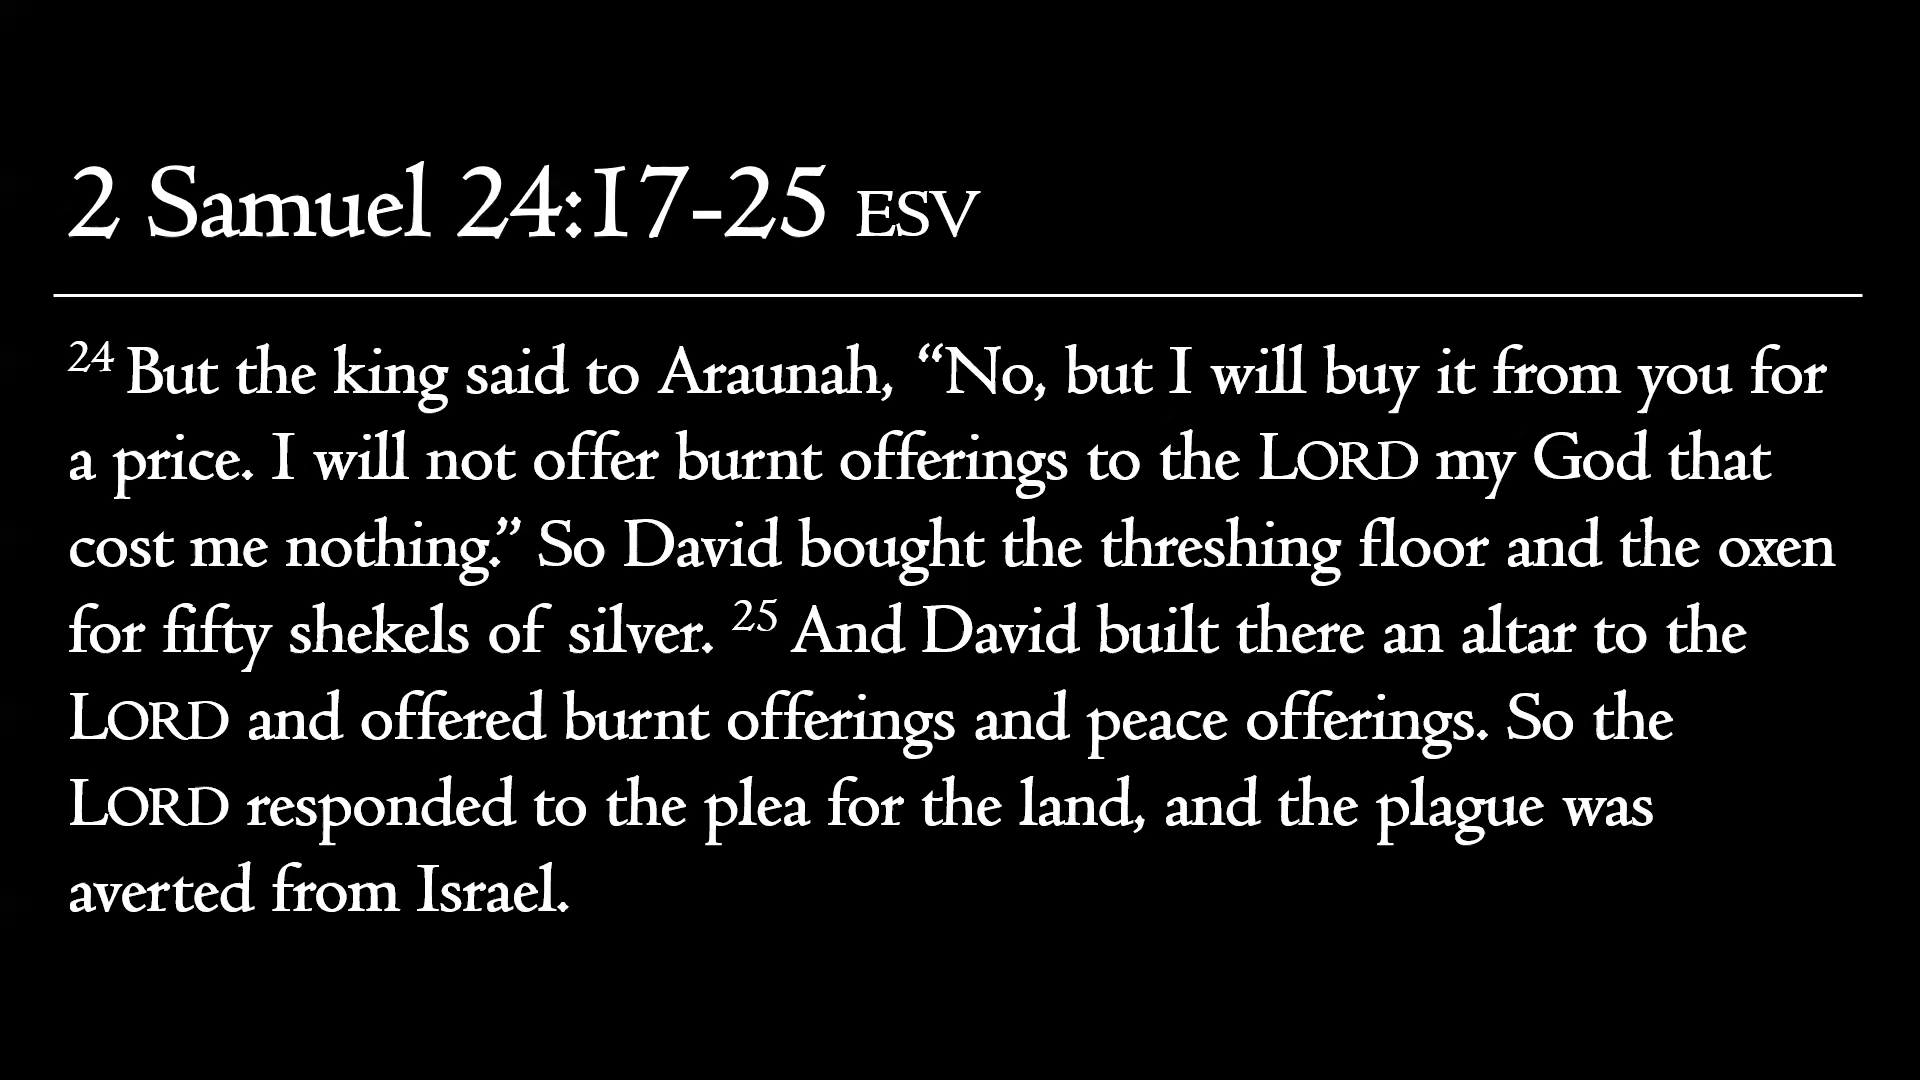 2 Samuel 24:17-25 ESV
24 But the king said to Araunah, “No, but I will buy it from you for
a price. I will not offer burnt offerings to the LORD my God that
cost me nothing.” So David bought the threshing floor and the oxen
for fifty shekels of silver. 25 And David built there an altar to the
LORD and offered burnt offerings and peace offerings. So the
LORD responded to the plea for the land, and the plague was
averted from Israel.